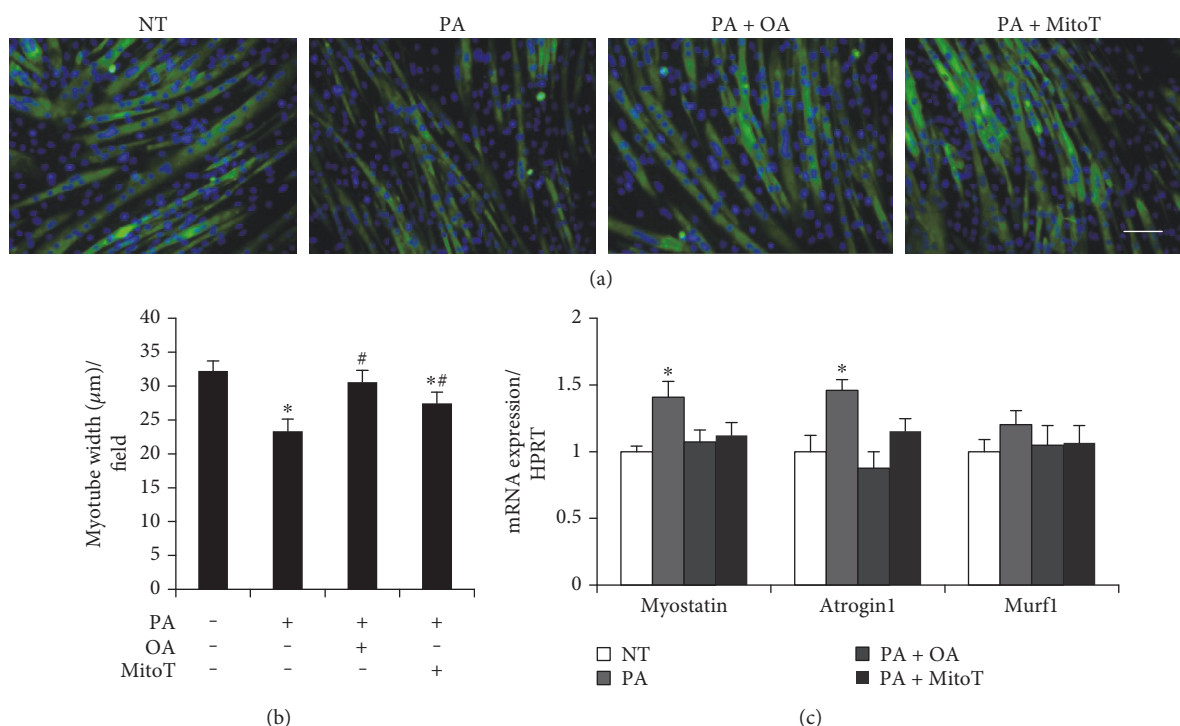 NT PA PA + OA PA + MitoT
(a)
40
35
30
25
20
15
10
5
0
Myotube width (μm)/
field
*
#
*#
PA – + + +
OA – – + –
MitoT – – – +
(b)
2
1.5
1
0.5
0
mRNA expression/
HPRT
*
*
Myostatin Atrogin1 Murf1
NT
PA
PA + OA
PA + MitoT
(c)